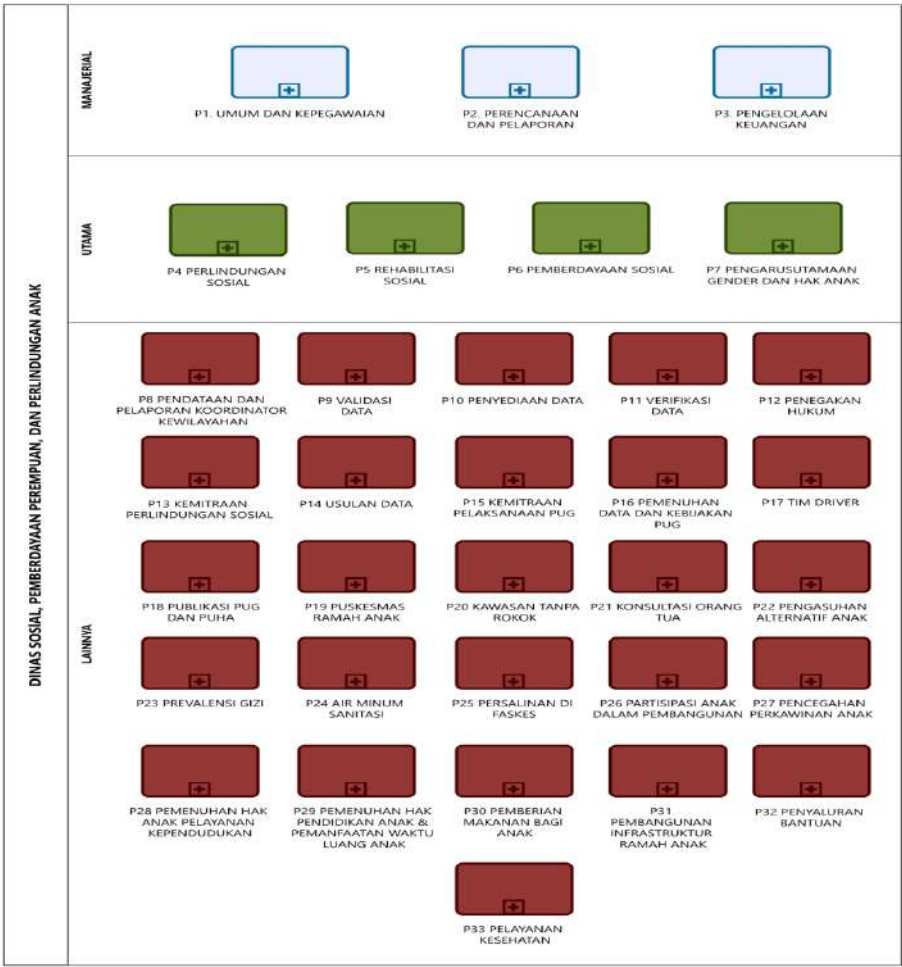 DINAS SOSIAL, PEMBERDAYAAN PEREMPUAN, DAN PERLINDUNGAN ANAK
MANAJERIAL
P1. UMUM DAN KEPEGAWAIAN
P2. PERENCANAAN
DAN PELAPORAN
P3. PENGELOLAAN
KEUANGAN
UTAMA
P4 PERLINDUNGAN
SOSIAL
P5 REHABILITASI
SOSIAL
P6 PEMBERDAYAAN SOSIAL
P7 PENGARUSUTAMAAN
GENDER DAN HAK ANAK
LAINNYA
P8 PENDATAAN DAN
PELAPORAN KOORDINATOR
KEWILAYAHAN
P9 VALIDASI
DATA
P10 PENYEDIAAN DATA
P11 VERIFIKASI
DATA
P12 PENEGAKAN
HUKUM
P13 KEMITRAAN
PERLINDUNGAN SOSIAL
P14 USULAN DATA
P15 KEMITRAAN
PELAKSANAAN PUG
P16 PEMENUHAN
DATA DAN KEBIJAKAN
PUG
P17 TIM DRIVER
P18 PUBLIKASI PUG
DAN PUHA
P19 PUSKESMAS
RAMAH ANAK
P20 KAWASAN TANPA
ROKOK
P21 KONSULTASI ORANG
TUA
P22 PENGASUHAN
ALTERNATIF ANAK
P23 PREVALENSI GIZI
P24 AIR MINUM
SANITASI
P25 PERSALINAN DI
FASKES
P26 PARTISIPASI ANAK
DALAM PEMBANGUNAN
P27 PENCEGAHAN
PERKAWINAN ANAK
P28 PEMENUHAN HAK
ANAK PELAYANAN
KEPENDUDUKAN
P29 PEMENUHAN HAK
PENDIDIKAN ANAK &
PEMANFAATAN WAKTU
LUANG ANAK
P30 PEMBERIAN
MAKANAN BAGI
ANAK
P31
PEMBANGUNAN
INFRASTRUKTUR
RAMAH ANAK
P32 PENYALURAN
BANTUAN
P33 PELAYANAN
KESEHATAN